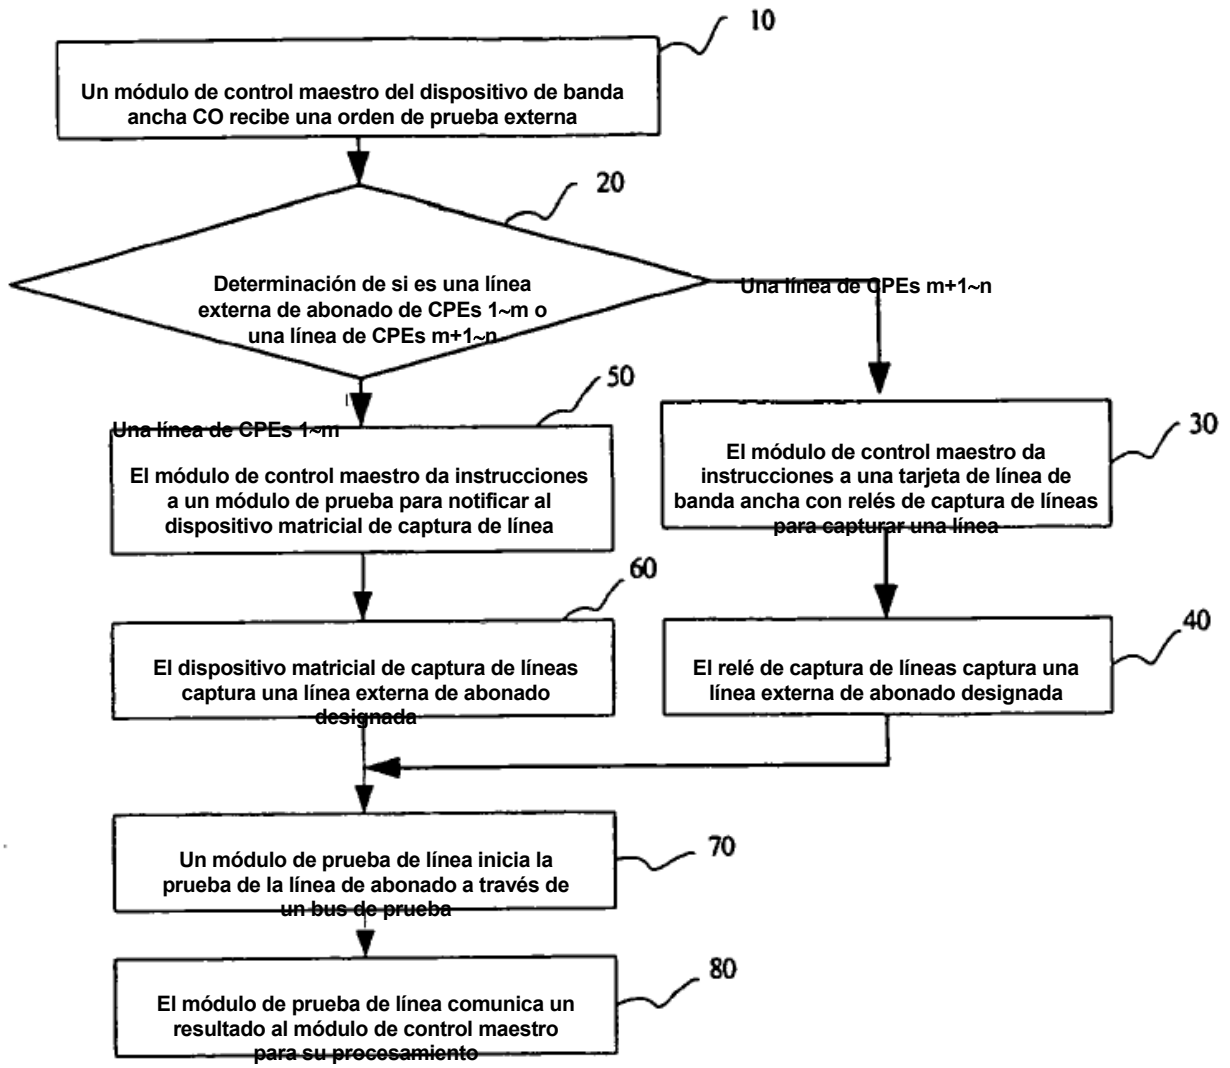 10
Un módulo de control maestro del dispositivo de banda
ancha CO recibe una orden de prueba externa
20
Determinación de si es una línea
externa de abonado de CPEs 1~m o
una línea de CPEs m+1~n
Una línea de CPEs m+1~n
50
Una línea de CPEs 1~m
El módulo de control maestro da instrucciones
a un módulo de prueba para notificar al
dispositivo matricial de captura de línea
30
El módulo de control maestro da
instrucciones a una tarjeta de línea de
banda ancha con relés de captura de líneas
para capturar una línea
60
El dispositivo matricial de captura de líneas
captura una línea externa de abonado
designada
40
El relé de captura de líneas captura una
línea externa de abonado designada
70
Un módulo de prueba de línea inicia la
prueba de la línea de abonado a través de
un bus de prueba
80
El módulo de prueba de línea comunica un
resultado al módulo de control maestro
para su procesamiento